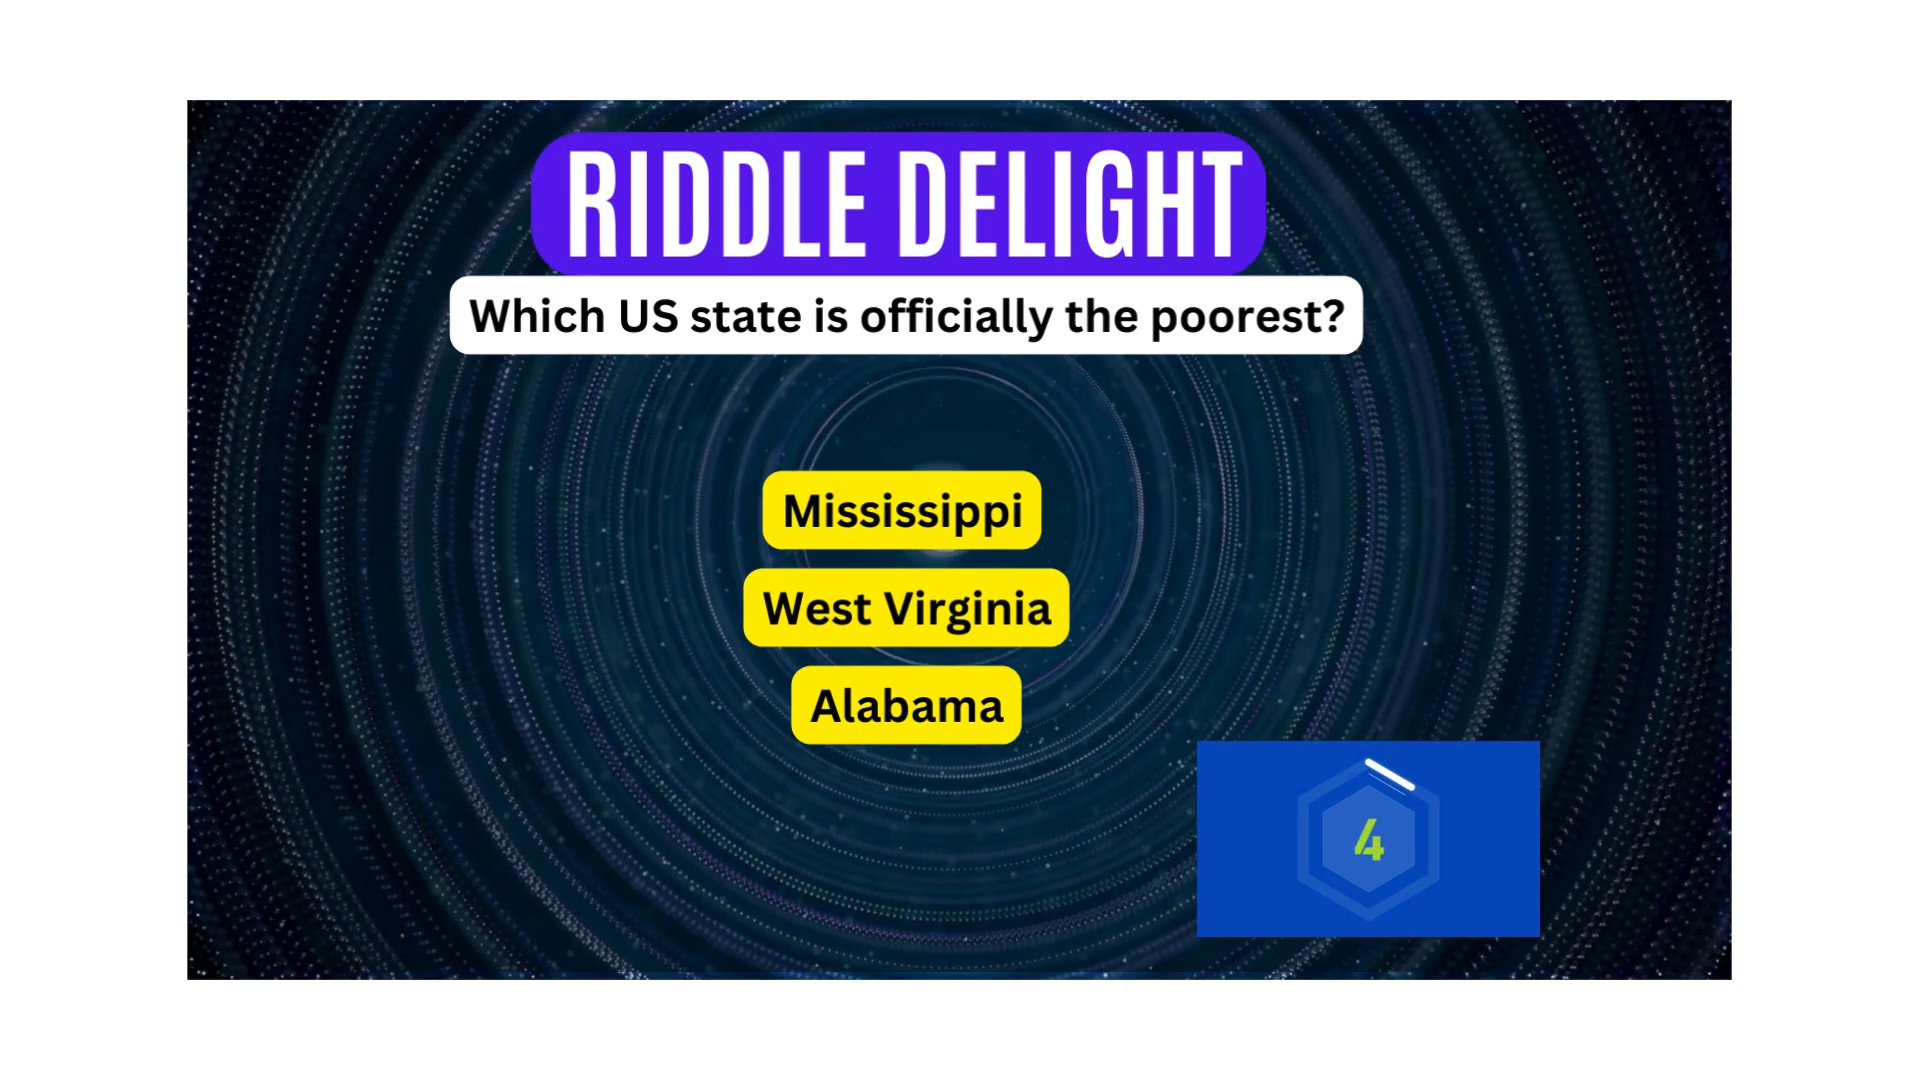 RIDDLE DELIGHT
Which US state is officially the poorest?
Mississippi
West Virginia
Alabama
4